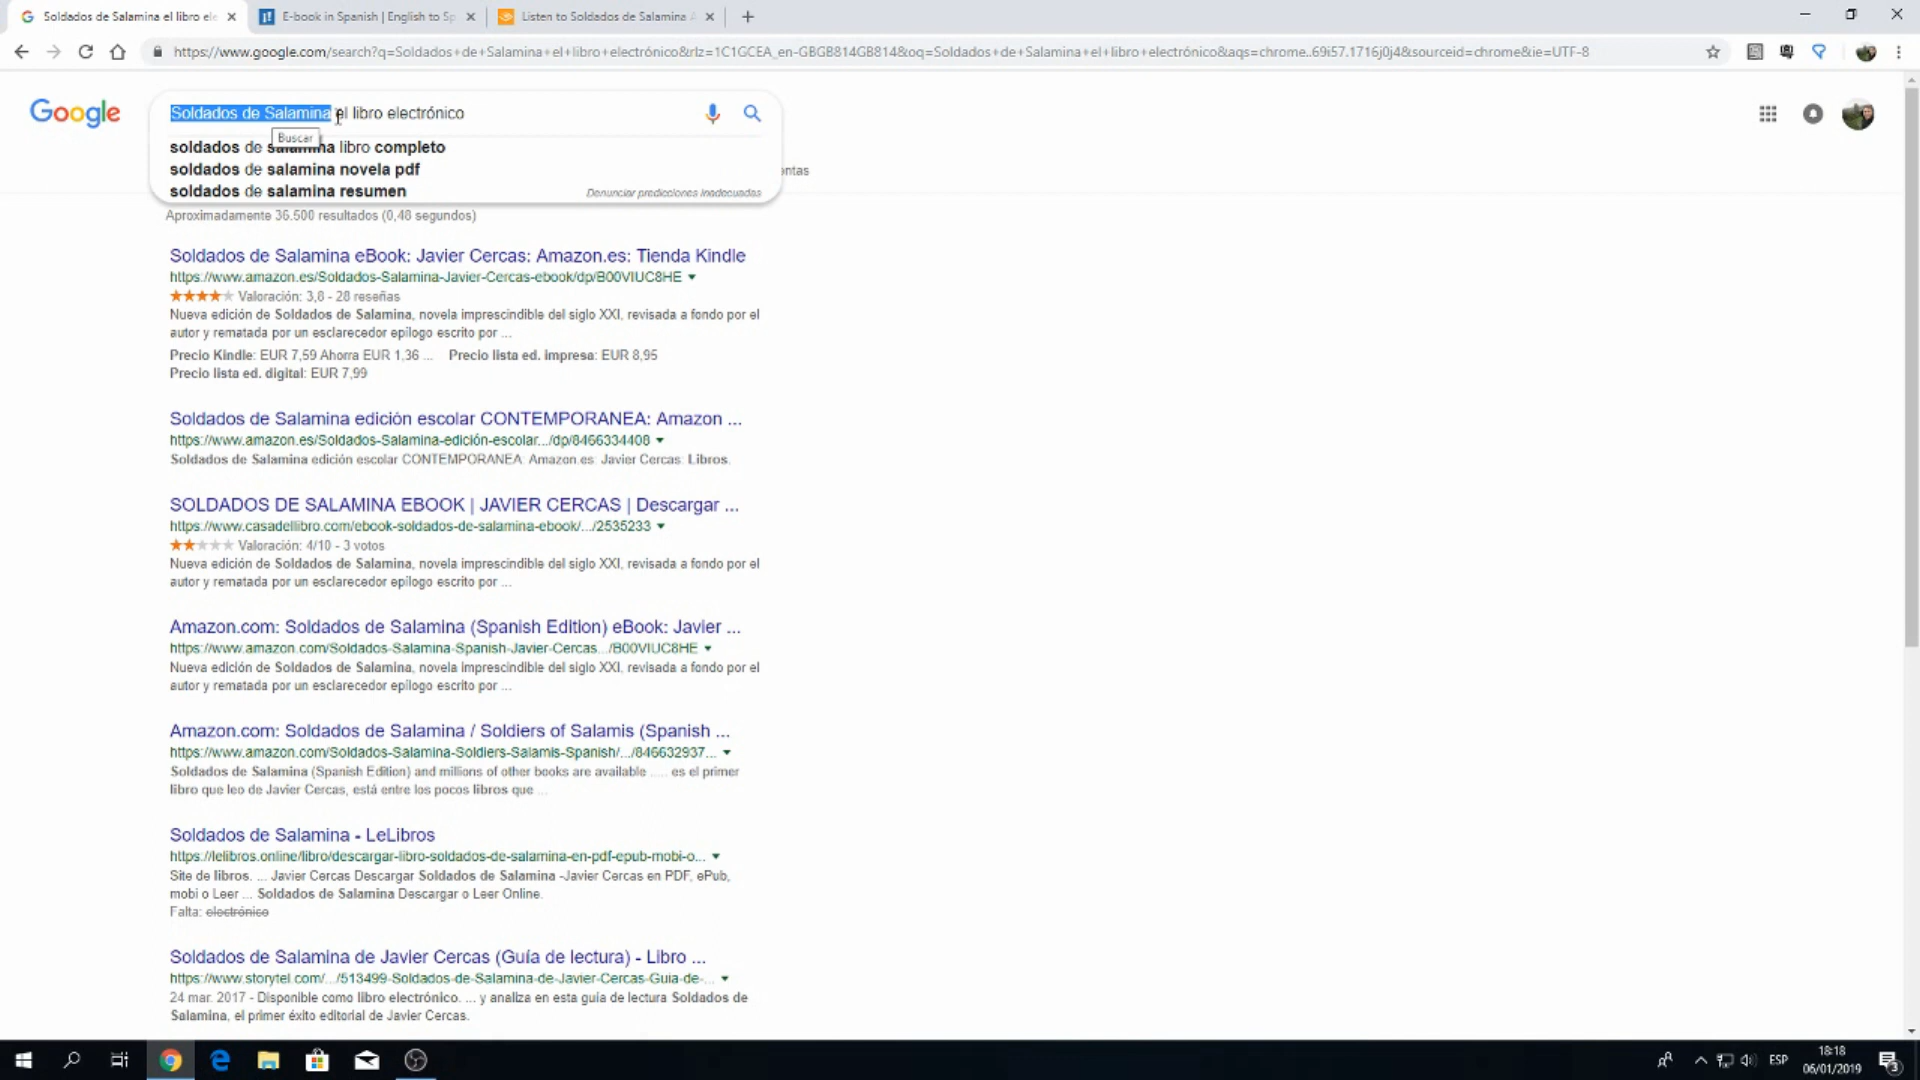 Soldados de Salamina el libro ele
E-book in Spanish | English to Sp
Listen to Soldados de Salamina A
https://www.google.com/search?q=Soldados+de+Salamina+el+libro+electrónico&rlz=1C1GCEA_en-GBGB814GB814&oq=Soldados+de+Salamina+el+libro+electrónico&aqs=chrome..69i57.1716j0j4&sourceid=chrome&ie=UTF-8
Google
Soldados de Salamina el libro electrónico
Buscar
soldados de salamina libro completo
soldados de salamina novela pdf
entas
soldados de salamina resumen
Denunciar predicciones inadecuadas
Aproximadamente 36.500 resultados (0,48 segundos)
Soldados de Salamina eBook: Javier Cercas: Amazon.es: Tienda Kindle
https://www.amazon.es/Soldados-Salamina-Javier-Cercas-ebook/dp/B00VIUC8HE
Valoración: 3,8 - 28 reseñas
Nueva edición de Soldados de Salamina, novela imprescindible del siglo XXI, revisada a fondo por el
autor y rematada por un esclarecedor epílogo escrito por ...
Precio Kindle: EUR 7,59 Ahorra EUR 1,36 ... Precio lista ed. impresa: EUR 8,95
Precio lista ed. digital: EUR 7,99
Soldados de Salamina edición escolar CONTEMPORANEA: Amazon ...
https://www.amazon.es/Soldados-Salamina-edición-escolar.../dp/8466334408
Soldados de Salamina edición escolar CONTEMPORANEA: Amazon.es: Javier Cercas: Libros.
SOLDADOS DE SALAMINA EBOOK | JAVIER CERCAS | Descargar ...
https://www.casadellibro.com/ebook-soldados-de-salamina-ebook/.../2535233
Valoración: 4/10 - 3 votos
Nueva edición de Soldados de Salamina, novela imprescindible del siglo XXI, revisada a fondo por el
autor y rematada por un esclarecedor epílogo escrito por ...
Amazon.com: Soldados de Salamina (Spanish Edition) eBook: Javier ...
https://www.amazon.com/Soldados-Salamina-Spanish-Javier-Cercas.../B00VIUC8HE
Nueva edición de Soldados de Salamina, novela imprescindible del siglo XXI, revisada a fondo por el
autor y rematada por un esclarecedor epílogo escrito por ...
Amazon.com: Soldados de Salamina / Soldiers of Salamis (Spanish ...
https://www.amazon.com/Soldados-Salamina-Soldiers-Salamis-Spanish/.../846632937...
Soldados de Salamina (Spanish Edition) and millions of other books are available ..... es el primer
libro que leo de Javier Cercas, está entre los pocos libros que ...
Soldados de Salamina - LeLibros
https://lelibros.online/libro/descargar-libro-soldados-de-salamina-en-pdf-epub-mobi-o...
Site de libros. ... Javier Cercas Descargar Soldados de Salamina -Javier Cercas en PDF, ePub,
mobi o Leer ... Soldados de Salamina Descargar o Leer Online.
Falta: electrónico
Soldados de Salamina de Javier Cercas (Guía de lectura) - Libro ...
https://www.storytel.com/.../513499-Soldados-de-Salamina-de-Javier-Cercas-Guia-de-...
24 mar. 2017 - Disponible como libro electrónico. ... y analiza en esta guía de lectura Soldados de
Salamina, el primer éxito editorial de Javier Cercas.
ESP
18:18
06/01/2019
3